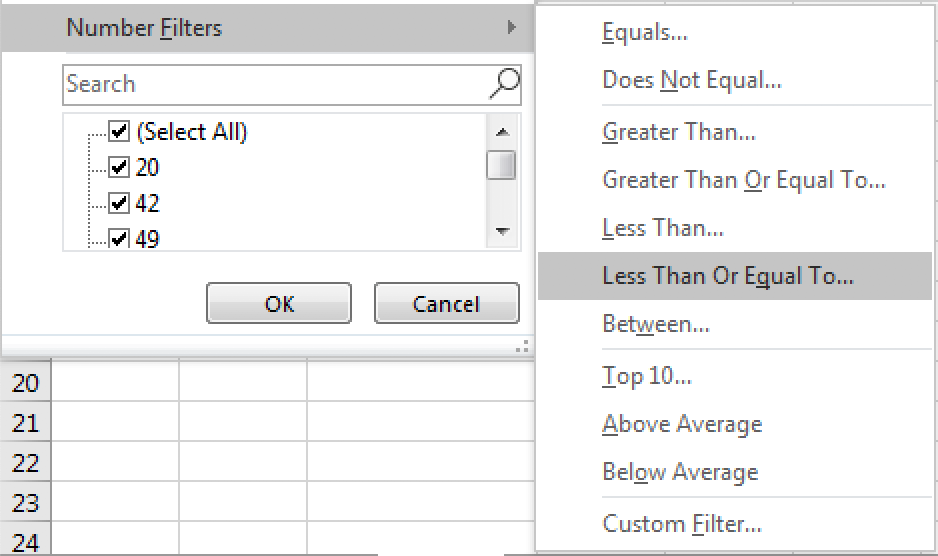 Number Filters
Search
(Select All)
20
42
49
OK Cancel
20
21
22
23
24
Equals...
Does Not Equal...
Greater Than...
Greater Than Or Equal To...
Less Than...
Less Than Or Equal To...
Between...
Top 10...
Above Average
Below Average
Custom Filter...